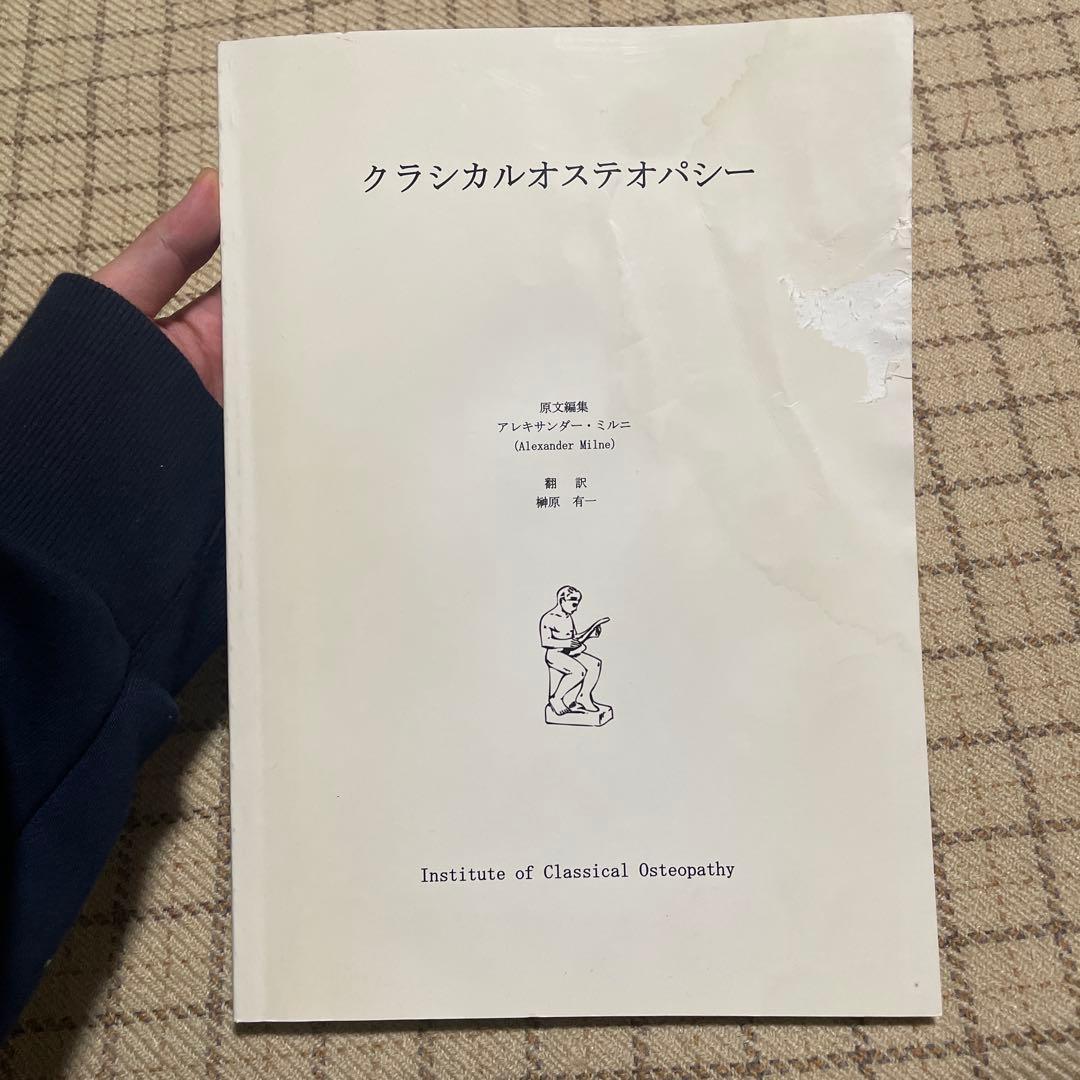 クラシカルオステオパシー
原文編集
アレキサンダー・ミルニ
(Alexander Milne)
翻　訳
榊原　有一
Institute of Classical Osteopathy